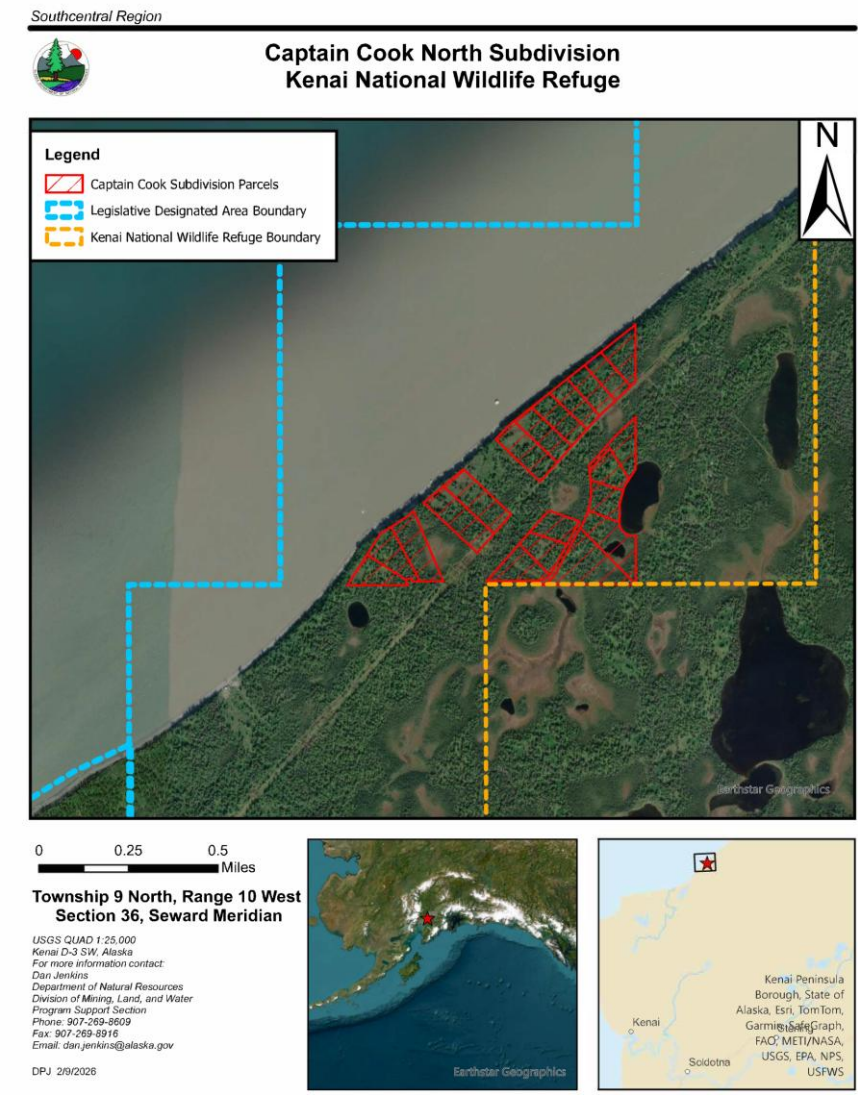 Southcentral Region
Captain Cook North Subdivision
Kenai National Wildlife Refuge
Legend
Captain Cook Subdivision Parcels
Legislative Designated Area Boundary
Kenai National Wildlife Refuge Boundary
N
Earthstar Geographics
0 0.25 0.5
Miles
Township 9 North, Range 10 West
Section 36, Seward Meridian
USGS QUAD 1:25,000
Kenai D-3 SW, Alaska
For more information contact:
Dan Jenkins
Department of Natural Resources
Division of Mining, Land, and Water
Program Support Section
Phone: 907-269-8609
Fax: 907-269-8916
Email: dan.jenkins@alaska.gov
DPJ 2/9/2026
Earthstar Geographics
Kenai
Soldotna
Sterling
Kenai Peninsula
Borough, State of
Alaska, Esri, TomTom,
Garmin, SafeGraph,
FAO, METI/NASA,
USGS, EPA, NPS,
USFWS